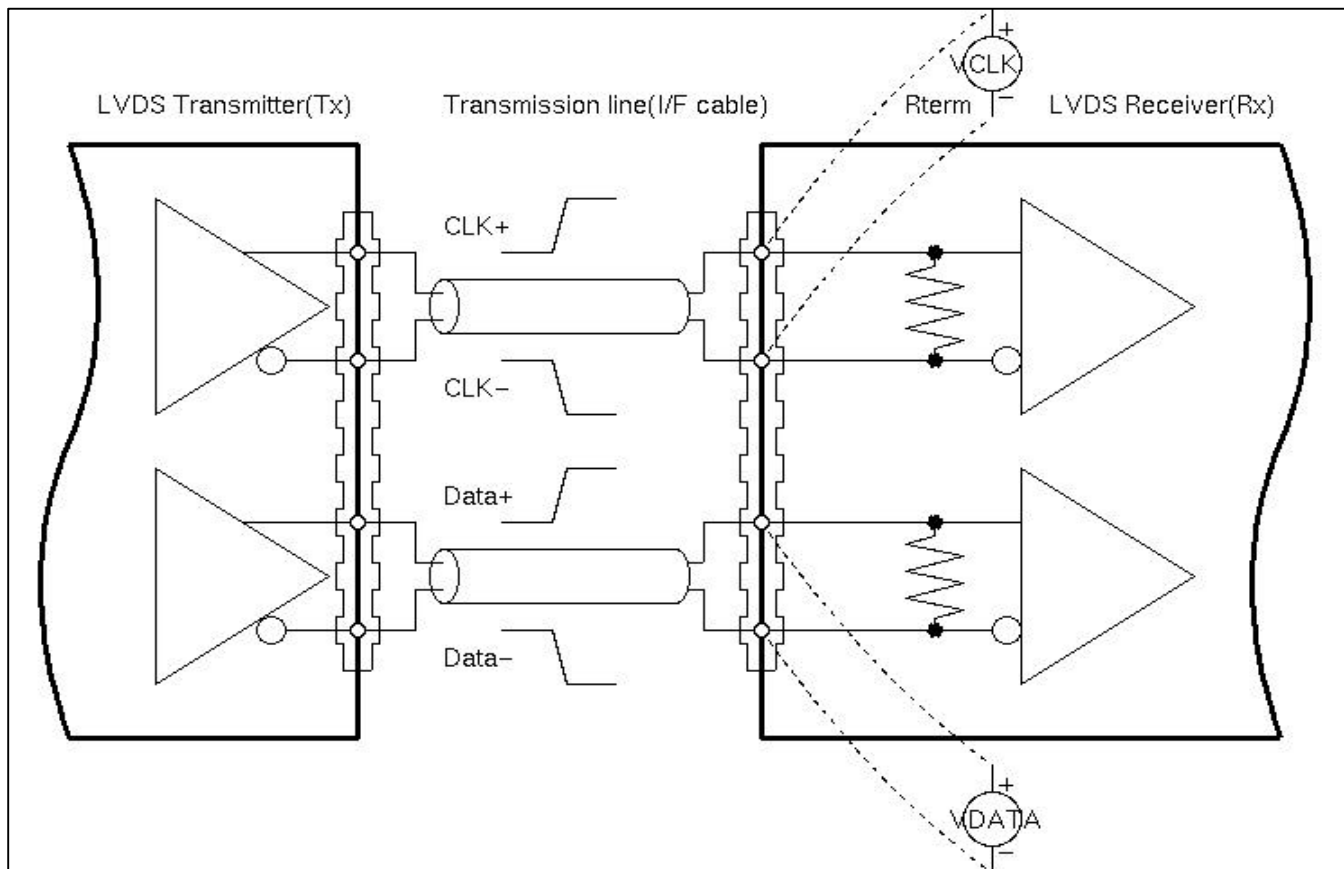 VCLK
+
−
LVDS Transmitter(Tx)
Transmission line(I/F cable)
Rterm
LVDS Receiver(Rx)
CLK+
CLK−
Data+
Data−
+
VDATA
−